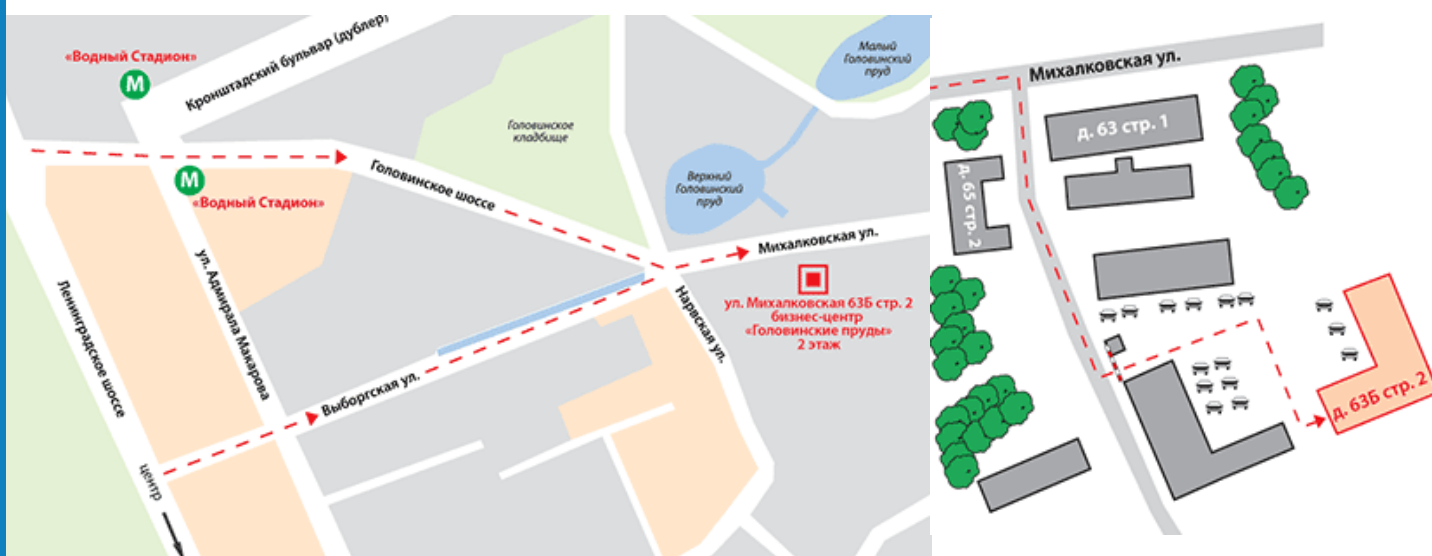 «Водный Стадион»
М
Кронштадский бульвар (дублер)
Малый
Головинский
пруд
Головинское
кладбище
Головинское шоссе
М
«Водный Стадион»
Верхний
Головинский
пруд
Михалковская ул.
ул. Михалковская 63Б стр. 2
бизнес-центр
«Головинские пруды»
2 этаж
Ленинградское шоссе
ул. Адмирала Макарова
Нарвская ул.
Выборгская ул.
центр
Михалковская ул.
д. 63 стр. 1
д. 65 стр. 2
д. 63Б стр. 2